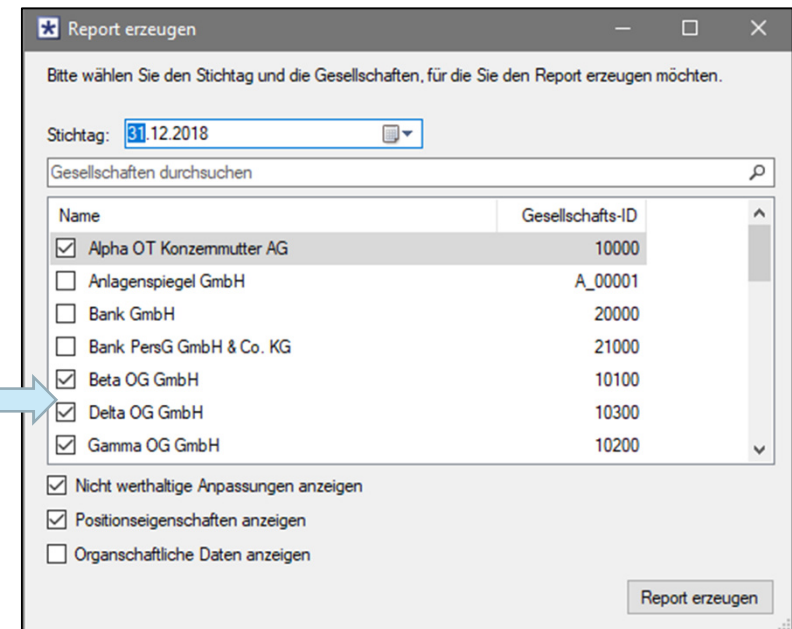 Report erzeugen
Bitte wählen Sie den Stichtag und die Gesellschaften, für die Sie den Report erzeugen möchten.
Stichtag: 31.12.2018
Gesellschaften durchsuchen
Name Gesellschafts-ID
Alpha OT Konzernmutter AG 10000
Anlagenspiegel GmbH A_00001
Bank GmbH 20000
Bank PersG GmbH & Co. KG 21000
Beta OG GmbH 10100
Delta OG GmbH 10300
Gamma OG GmbH 10200
Nicht werthaltige Anpassungen anzeigen
Positionseigenschaften anzeigen
Organschaftliche Daten anzeigen
Report erzeugen